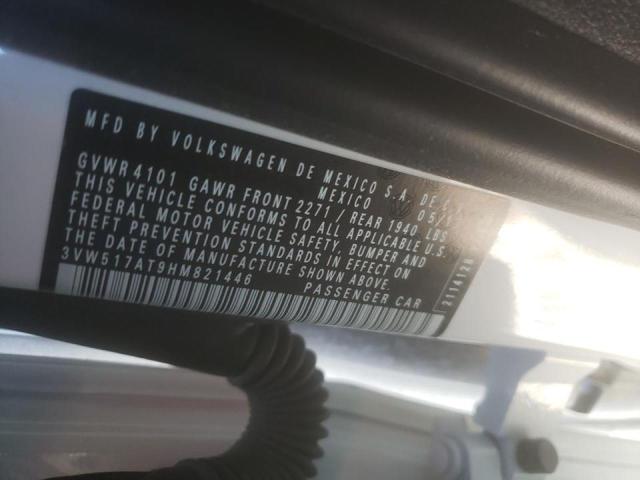 MFD BY VOLKSWAGEN DE MEXICO S.A. DE
MEXICO 05/
GVWR 4101 GAWR FRONT 2271 / REAR 1940 LBS
THIS VEHICLE CONFORMS TO ALL APPLICABLE U.S.
FEDERAL MOTOR VEHICLE SAFETY, BUMPER AND
THEFT PREVENTION STANDARDS IN EFFECT ON
THE DATE OF MANUFACTURE SHOWN ABOVE.
3VW517AT9HM821446 PASSENGER CAR
2114128